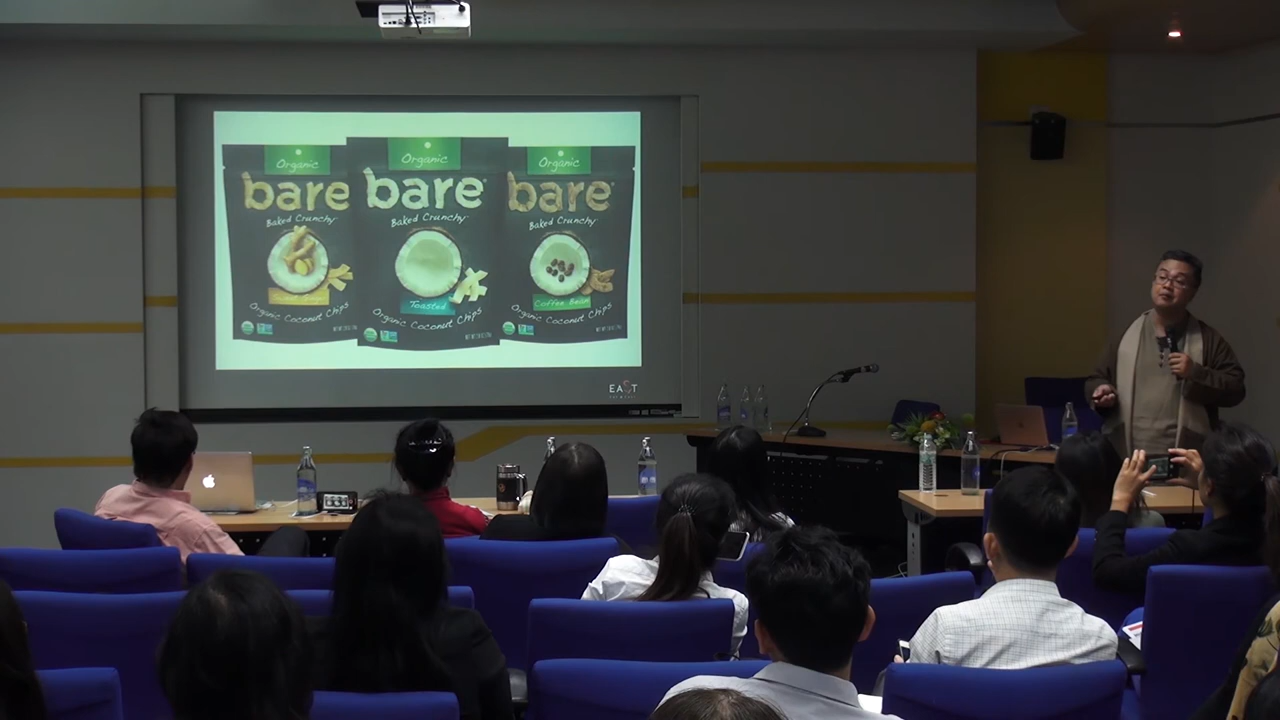 Organic
bare
Baked Crunchy
Organic Coconut Chips
Organic
bare
Baked Crunchy
Toasted
Organic Coconut Chips
Organic
bare
Baked Crunchy
Coffee Bean
Organic Coconut Chips
EAST